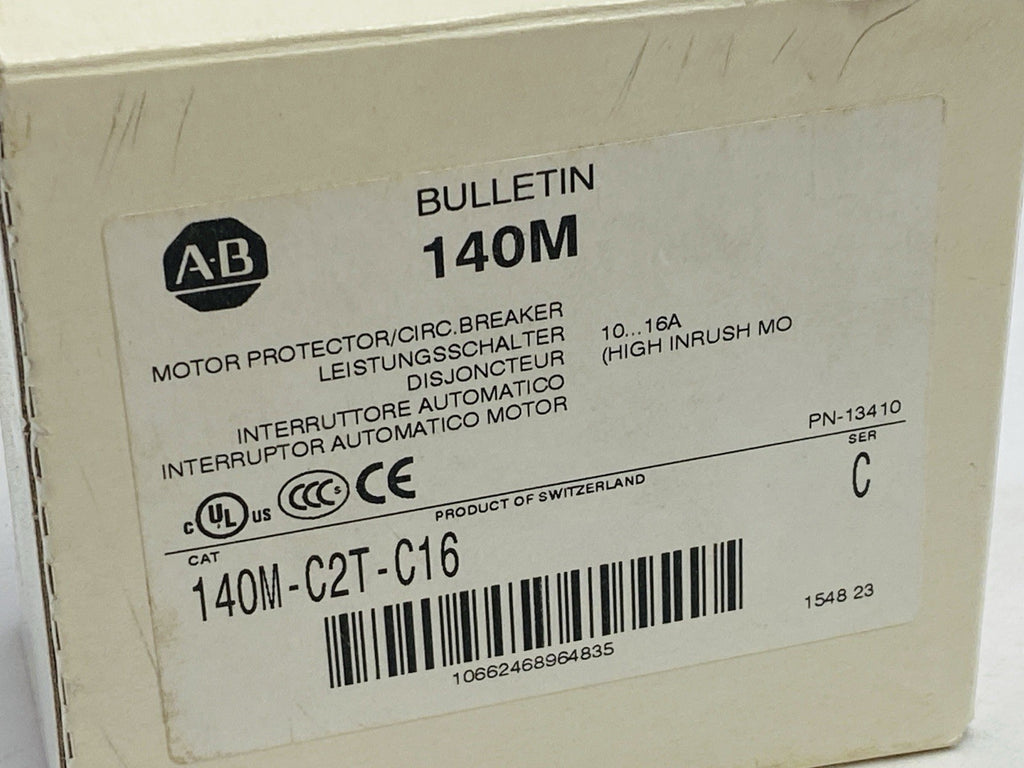 BULLETIN
140M
A·B
MOTOR PROTECTOR/CIRC.BREAKER
LEISTUNGSSCHALTER
DISJONCTEUR
INTERRUTTORE AUTOMATICO
INTERRUPTOR AUTOMATICO MOTOR
10...16A
(HIGH INRUSH MO
PN-13410
c UL us CCC S CE
PRODUCT OF SWITZERLAND
SER
C
CAT
140M-C2T-C16
10662468964835
1548 23